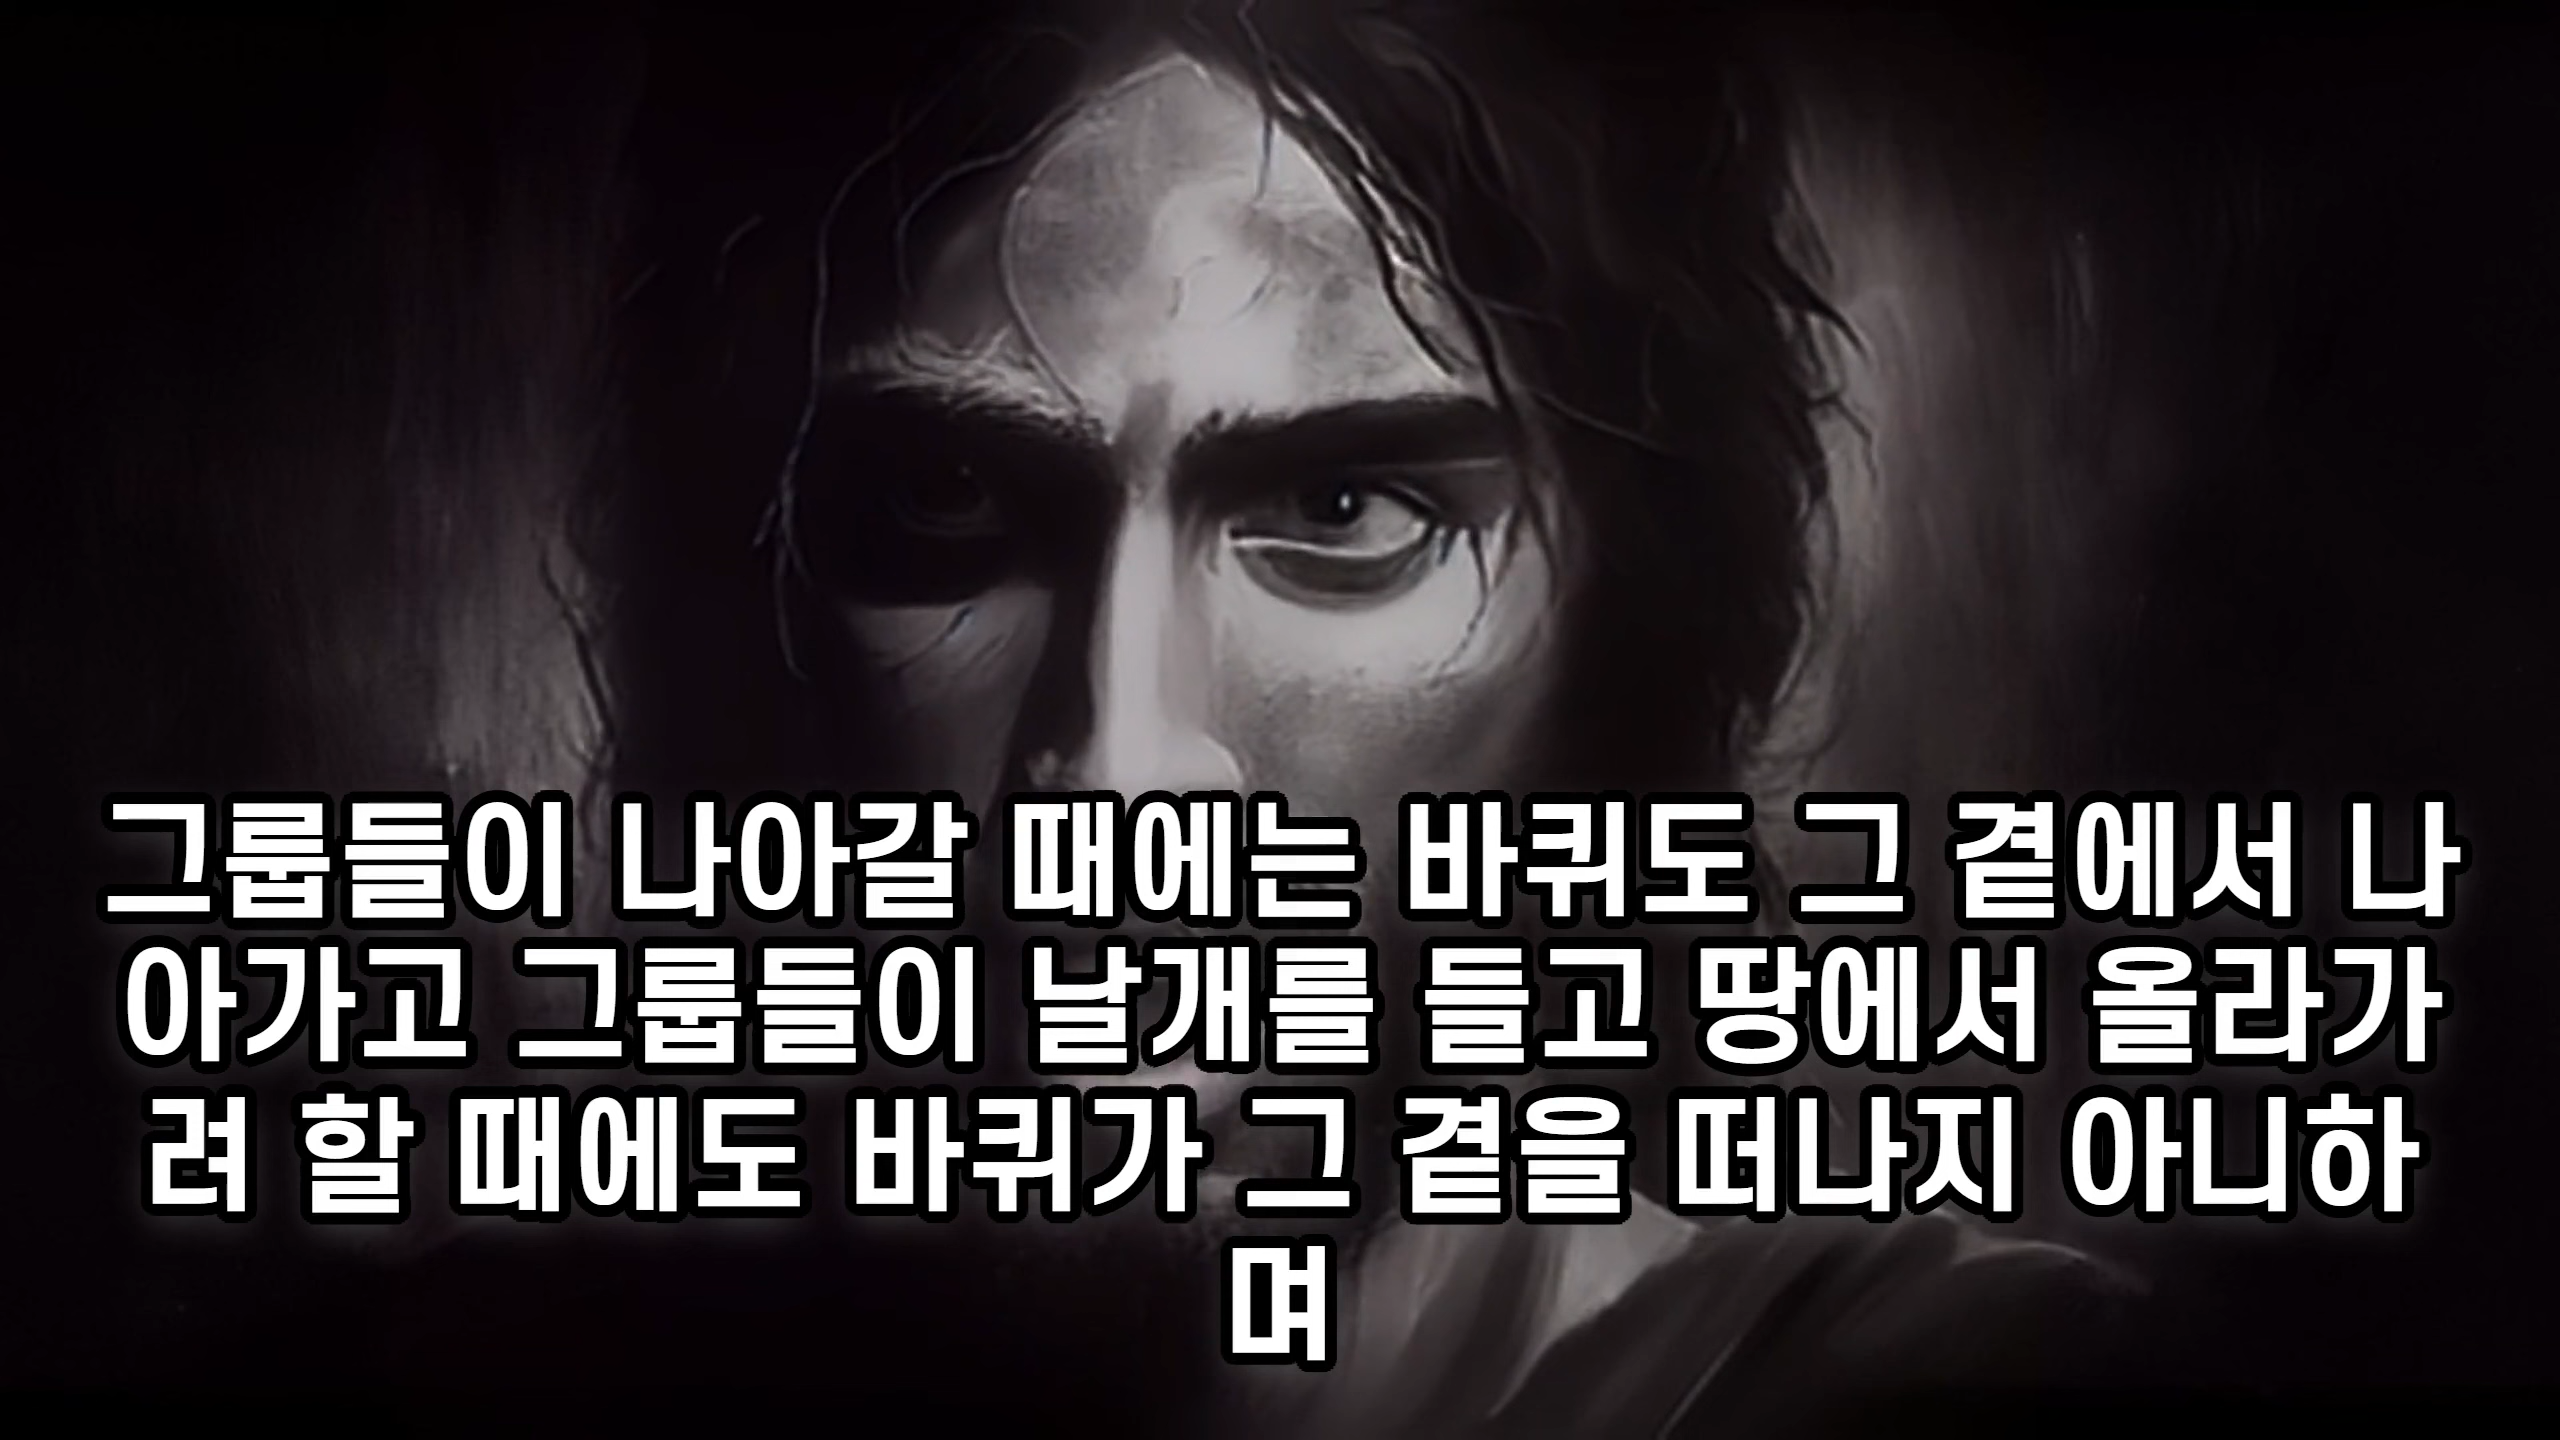 그룹들이 나아갈 때에는 바퀴도 그 곁에서 나
아가고 그룹들이 날개를 들고 땅에서 올라가
려 할 때에도 바퀴가 그 곁을 떠나지 아니하
며